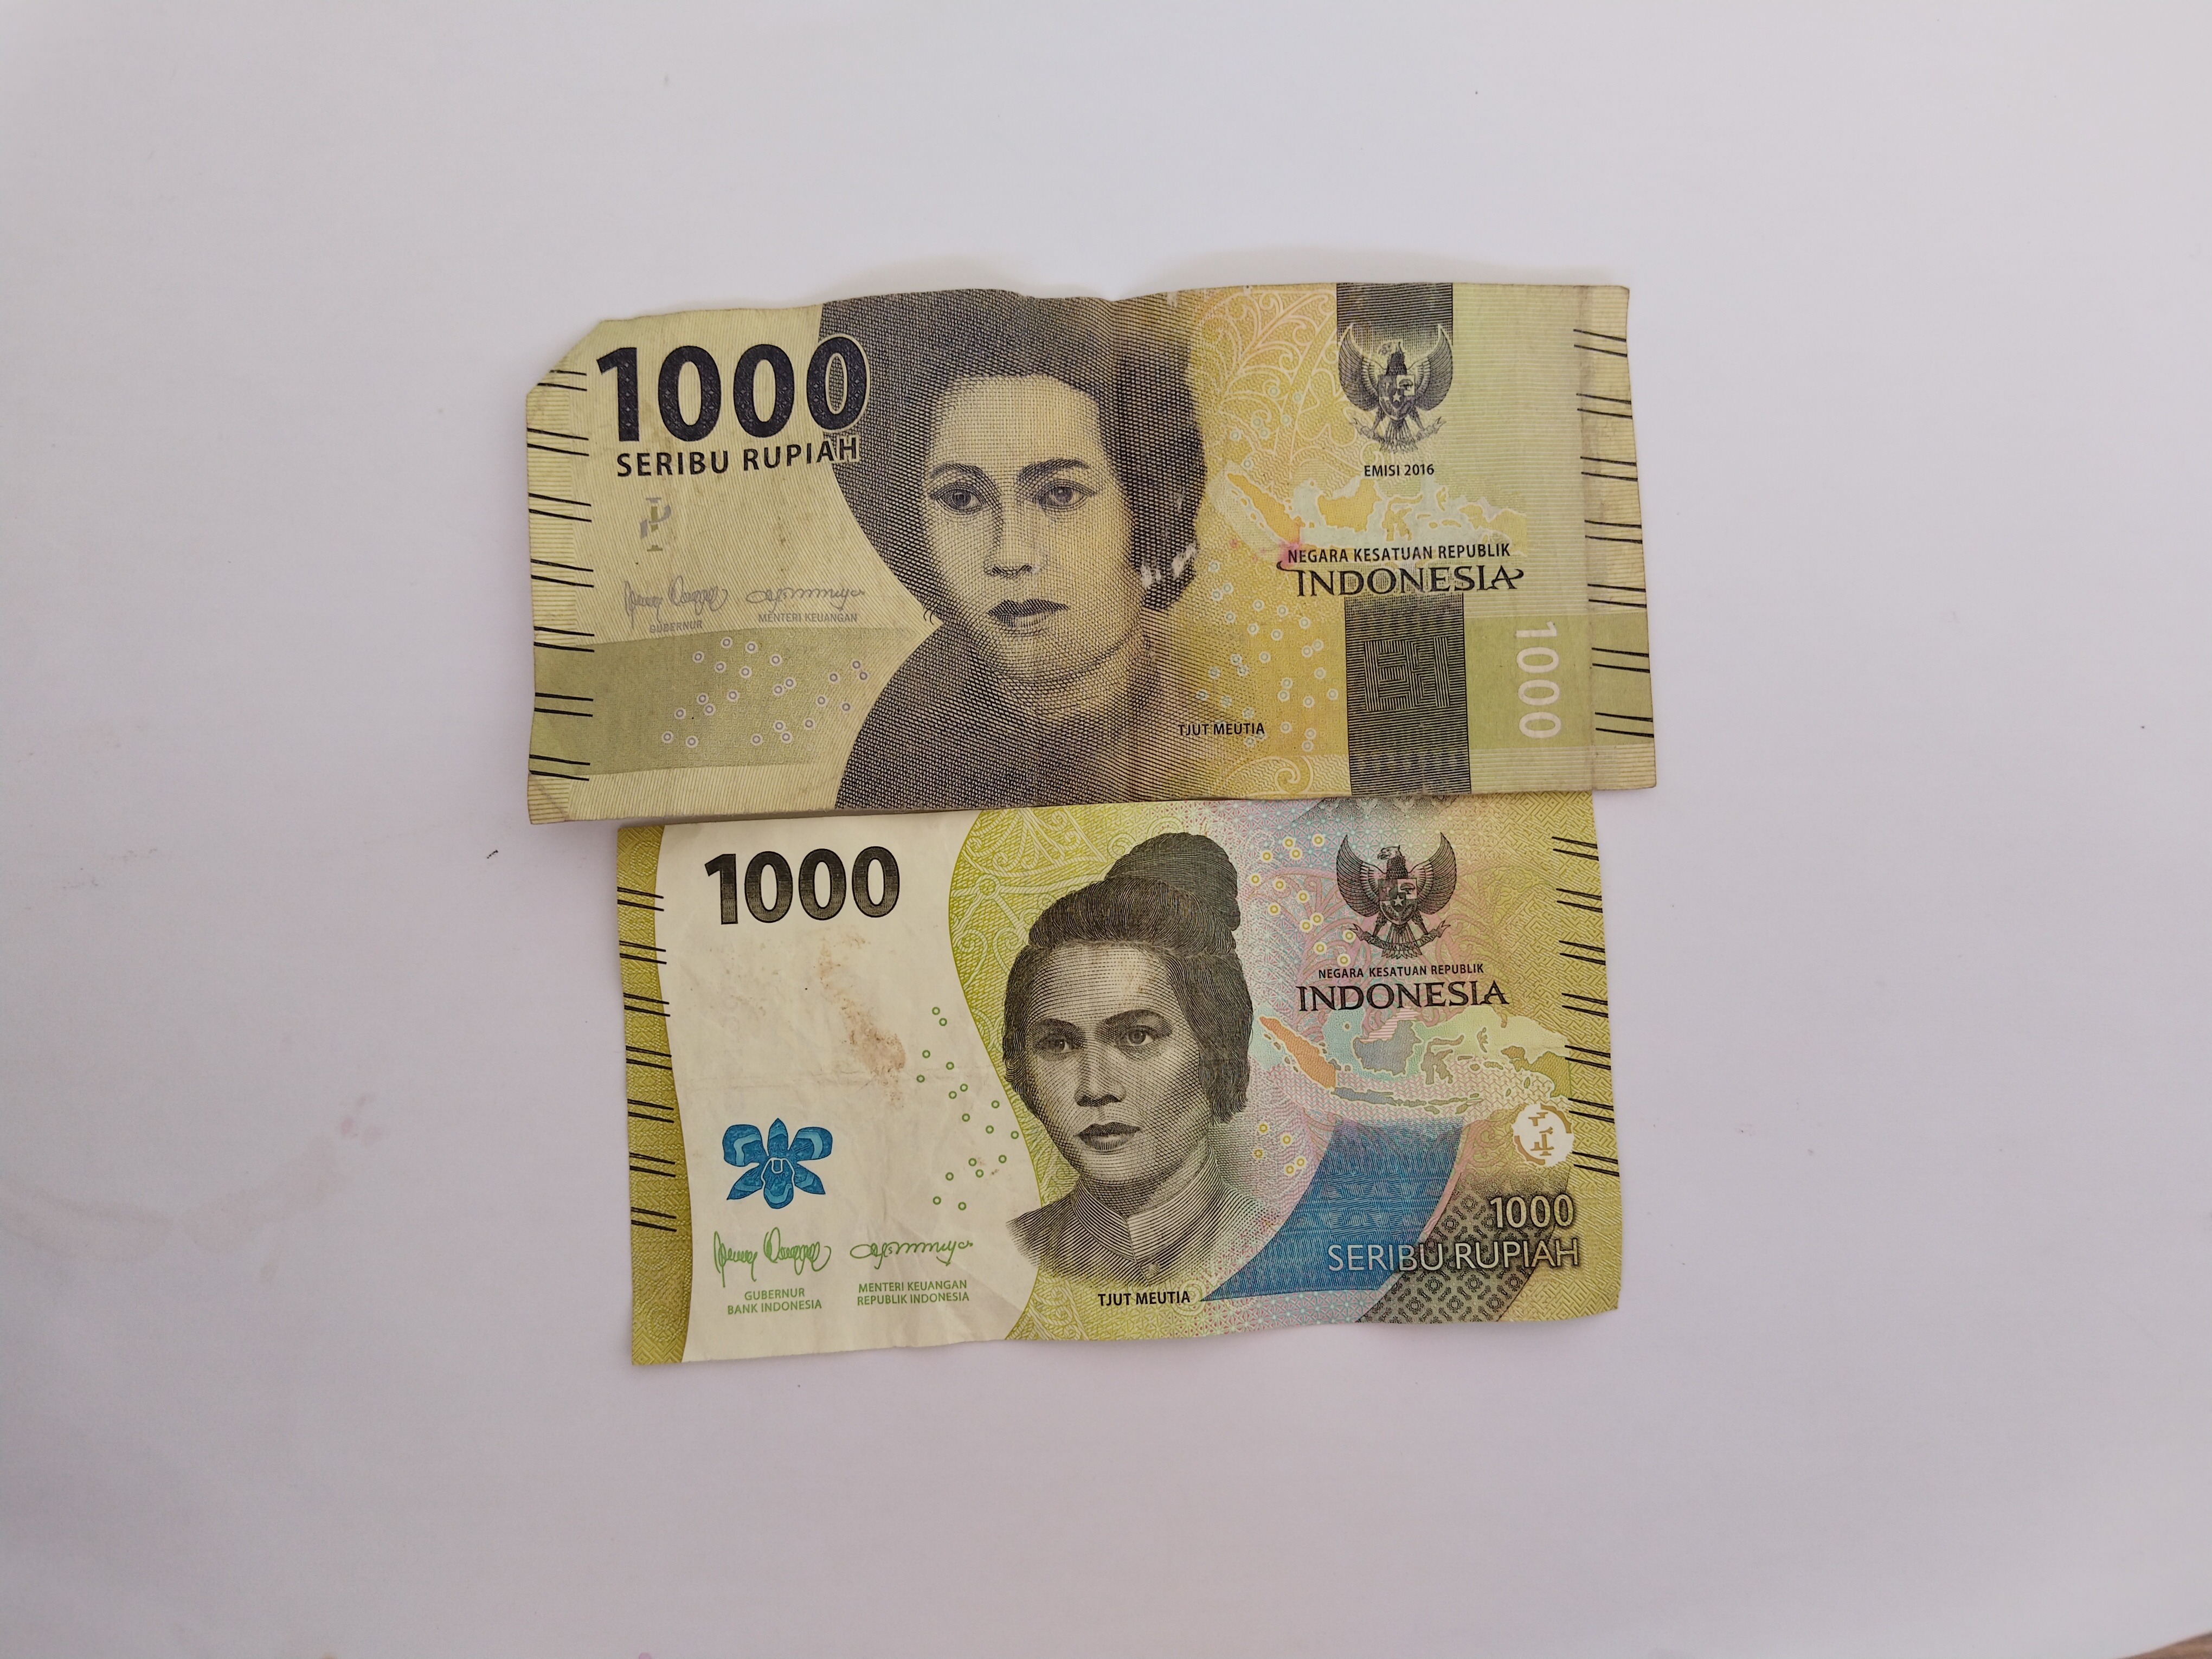 1000
SERIBU RUPIAH
EMISI 2016
NEGARA KESATUAN REPUBLIK
INDONESIA
GUBERNUR
MENTERI KEUANGAN
1000
TJUT MEUTIA
1000
NEGARA KESATUAN REPUBLIK
INDONESIA
1000
SERIBU RUPIAH
GUBERNUR
BANK INDONESIA
MENTERI KEUANGAN
REPUBLIK INDONESIA
TJUT MEUTIA